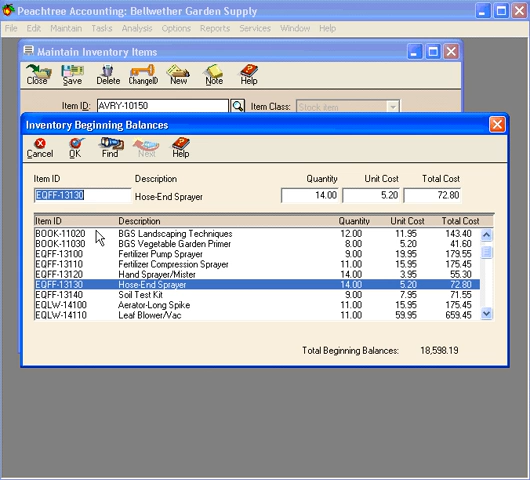 Peachtree Accounting: Bellwether Garden Supply
File Edit Maintain Tasks Analysis Options Reports Services Window Help
Maintain Inventory Items
Close Save Delete ChangeID New Note Help
Item ID: AVRY-10150 Item Class: Stock item
Inventory Beginning Balances
Cancel OK Find Next Help
Item ID Description Quantity Unit Cost Total Cost
EQFF-13130 Hose-End Sprayer 14.00 5.20 72.80
Item ID Description Quantity Unit Cost Total Cost
BOOK-11020 BGS Landscaping Techniques 12.00 11.95 143.40
BOOK-11030 BGS Vegetable Garden Primer 8.00 5.20 41.60
EQFF-13100 Fertilizer Pump Sprayer 9.00 19.95 179.55
EQFF-13110 Fertilizer Compression Sprayer 11.00 15.95 175.45
EQFF-13120 Hand Sprayer/Mister 14.00 3.95 55.30
EQFF-13130 Hose-End Sprayer 14.00 5.20 72.80
EQFF-13140 Soil Test Kit 9.00 7.95 71.55
EQLW-14100 Aerator-Long Spike 11.00 15.95 175.45
EQLW-14110 Leaf Blower/Vac 11.00 59.95 659.45
Total Beginning Balances: 18,598.19